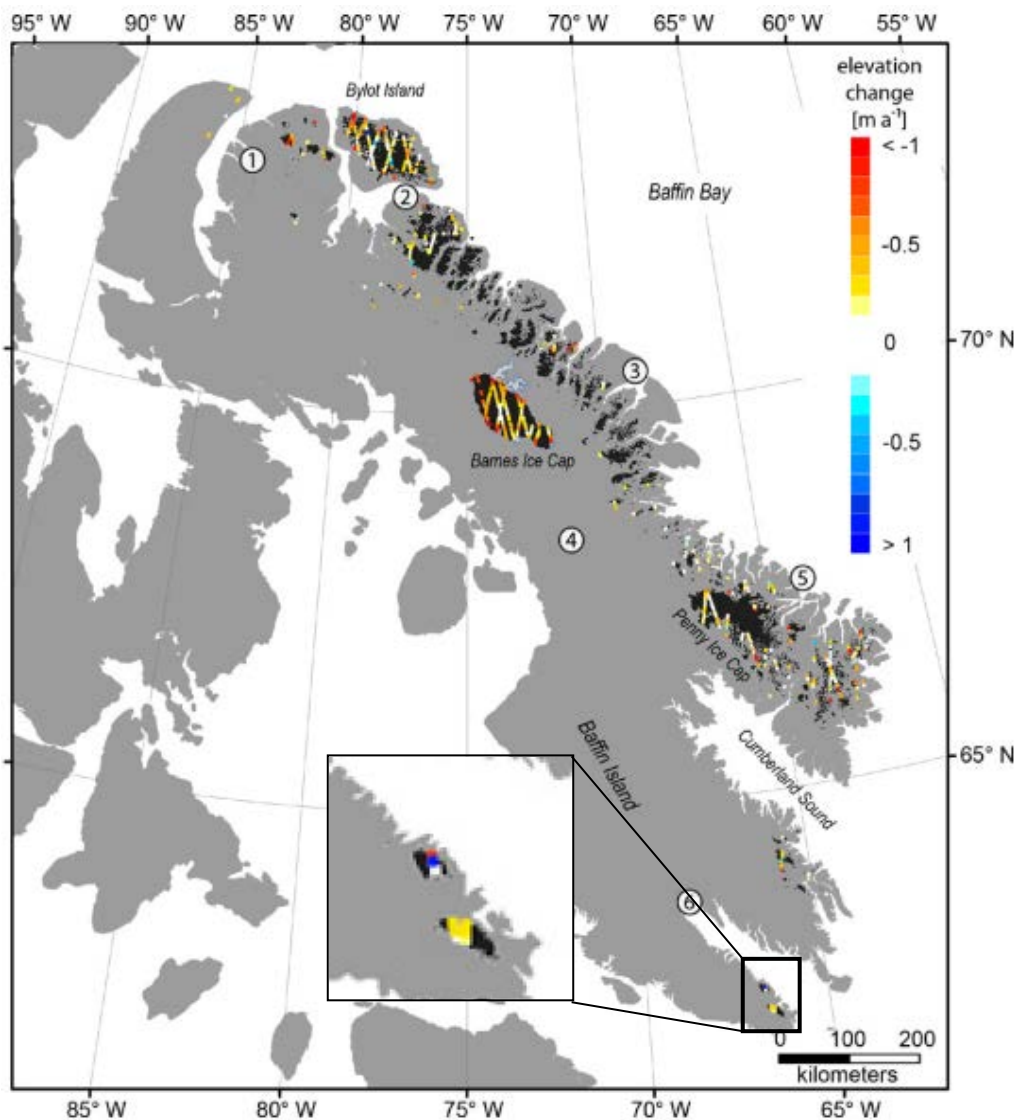 95° W 90° W 85° W 80° W 75° W 70° W 65° W 60° W 55° W
elevation
change
[m a⁻¹]
< -1
-0.5
0
-0.5
> 1
Bylot Island
1
2
Baffin Bay
70° N
3
Barnes Ice Cap
4
5
Penny Ice Cap
Baffin Island
Cumberland Sound
65° N
6
0 100 200
kilometers
85° W 80° W 75° W 70° W 65° W